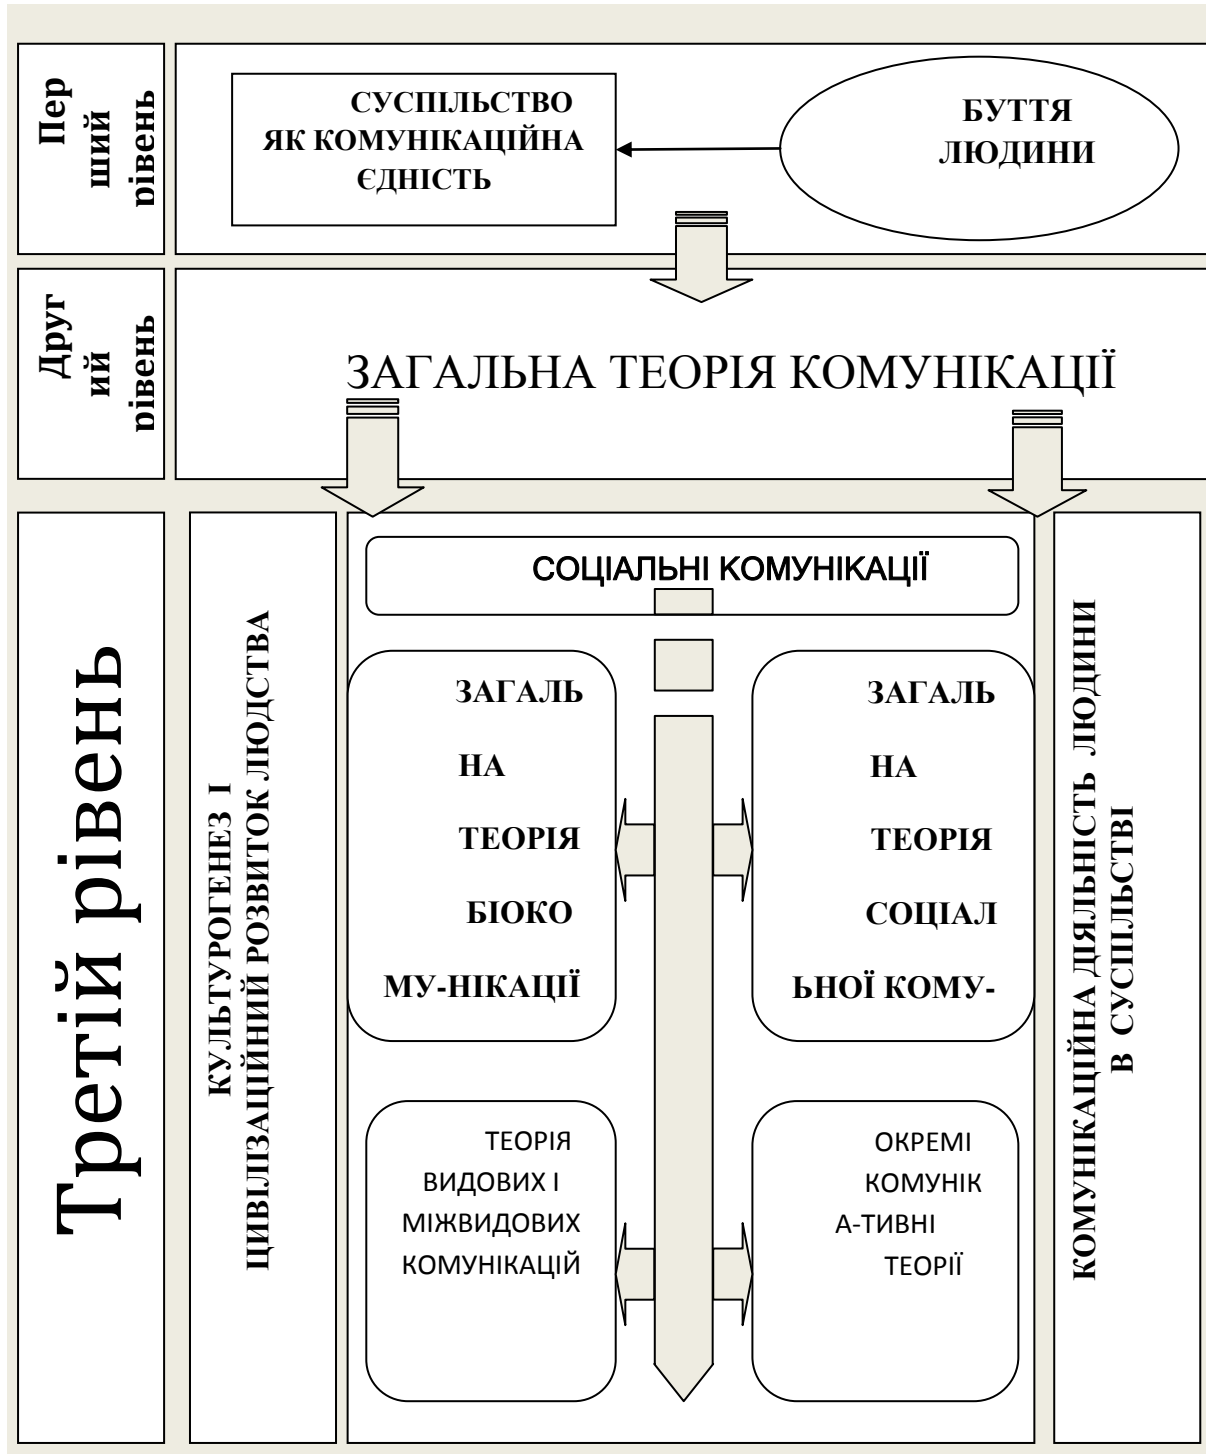 Пер
ший
рівень
СУСПІЛЬСТВО
ЯК КОМУНІКАЦІЙНА
ЄДНІСТЬ
БУТТЯ
ЛЮДИНИ
Друг
ий
рівень
ЗАГАЛЬНА ТЕОРІЯ КОМУНІКАЦІЇ
Третій рівень
КУЛЬТУРОГЕНЕЗ І
ЦИВІЛІЗАЦІЙНИЙ РОЗВИТОК ЛЮДСТВА
СОЦІАЛЬНІ КОМУНІКАЦІЇ
ЗАГАЛЬ
НА
ТЕОРІЯ
БІОКО
МУ-НІКАЦІЇ
ЗАГАЛЬ
НА
ТЕОРІЯ
СОЦІАЛ
ЬНОЇ КОМУ-
ТЕОРІЯ
ВИДОВИХ І
МІЖВИДОВИХ
КОМУНІКАЦІЙ
ОКРЕМІ
КОМУНІК
А-ТИВНІ
ТЕОРІЇ
КОМУНІКАЦІЙНА ДІЯЛЬНІСТЬ ЛЮДИНИ
В СУСПІЛЬСТВІ